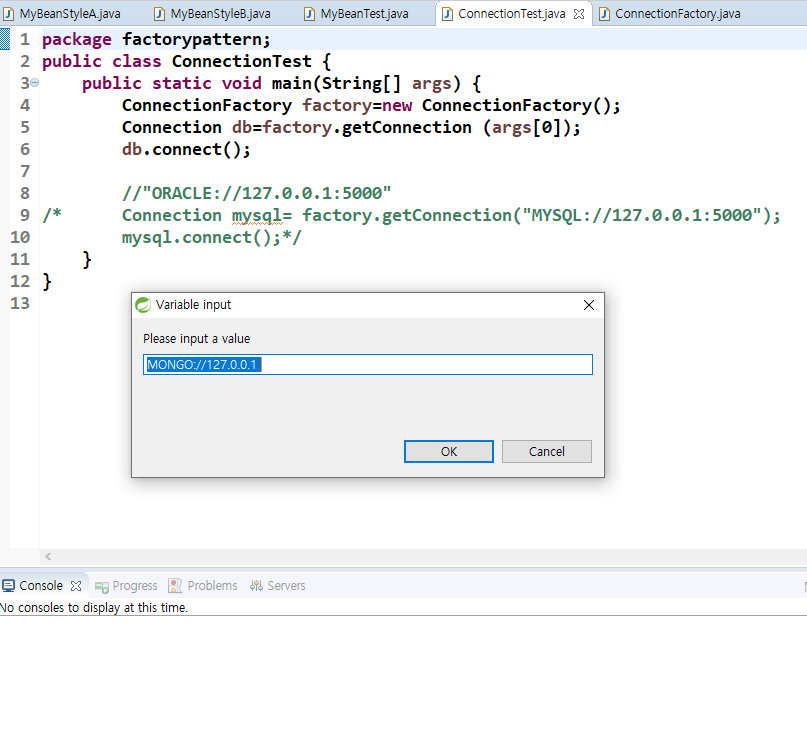 MyBeanStyleA.java MyBeanStyleB.java MyBeanTest.java ConnectionTest.java ConnectionFactory.java
1 package factorypattern;
2 public class ConnectionTest {
3 public static void main(String[] args) {
4 ConnectionFactory factory=new ConnectionFactory();
5 Connection db=factory.getConnection (args[0]);
6 db.connect();
7
8 //"ORACLE://127.0.0.1:5000"
9 /* Connection mysql= factory.getConnection("MYSQL://127.0.0.1:5000");
10 mysql.connect();*/
11 }
12 }
13
Variable input
Please input a value
MONGO://127.0.0.1
OK Cancel
Console Progress Problems Servers
No consoles to display at this time.